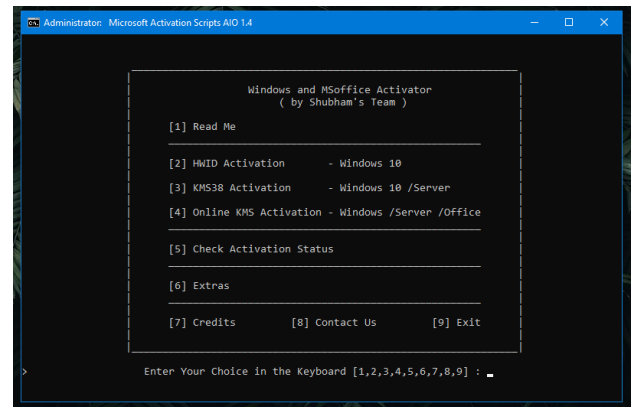 Administrator: Microsoft Activation Scripts AIO 1.4
Windows and MSoffice Activator
( by Shubham's Team )
[1] Read Me
[2] HWID Activation - Windows 10
[3] KMS38 Activation - Windows 10 /Server
[4] Online KMS Activation - Windows /Server /Office
[5] Check Activation Status
[6] Extras
[7] Credits [8] Contact Us [9] Exit
> Enter Your Choice in the Keyboard [1,2,3,4,5,6,7,8,9] : _